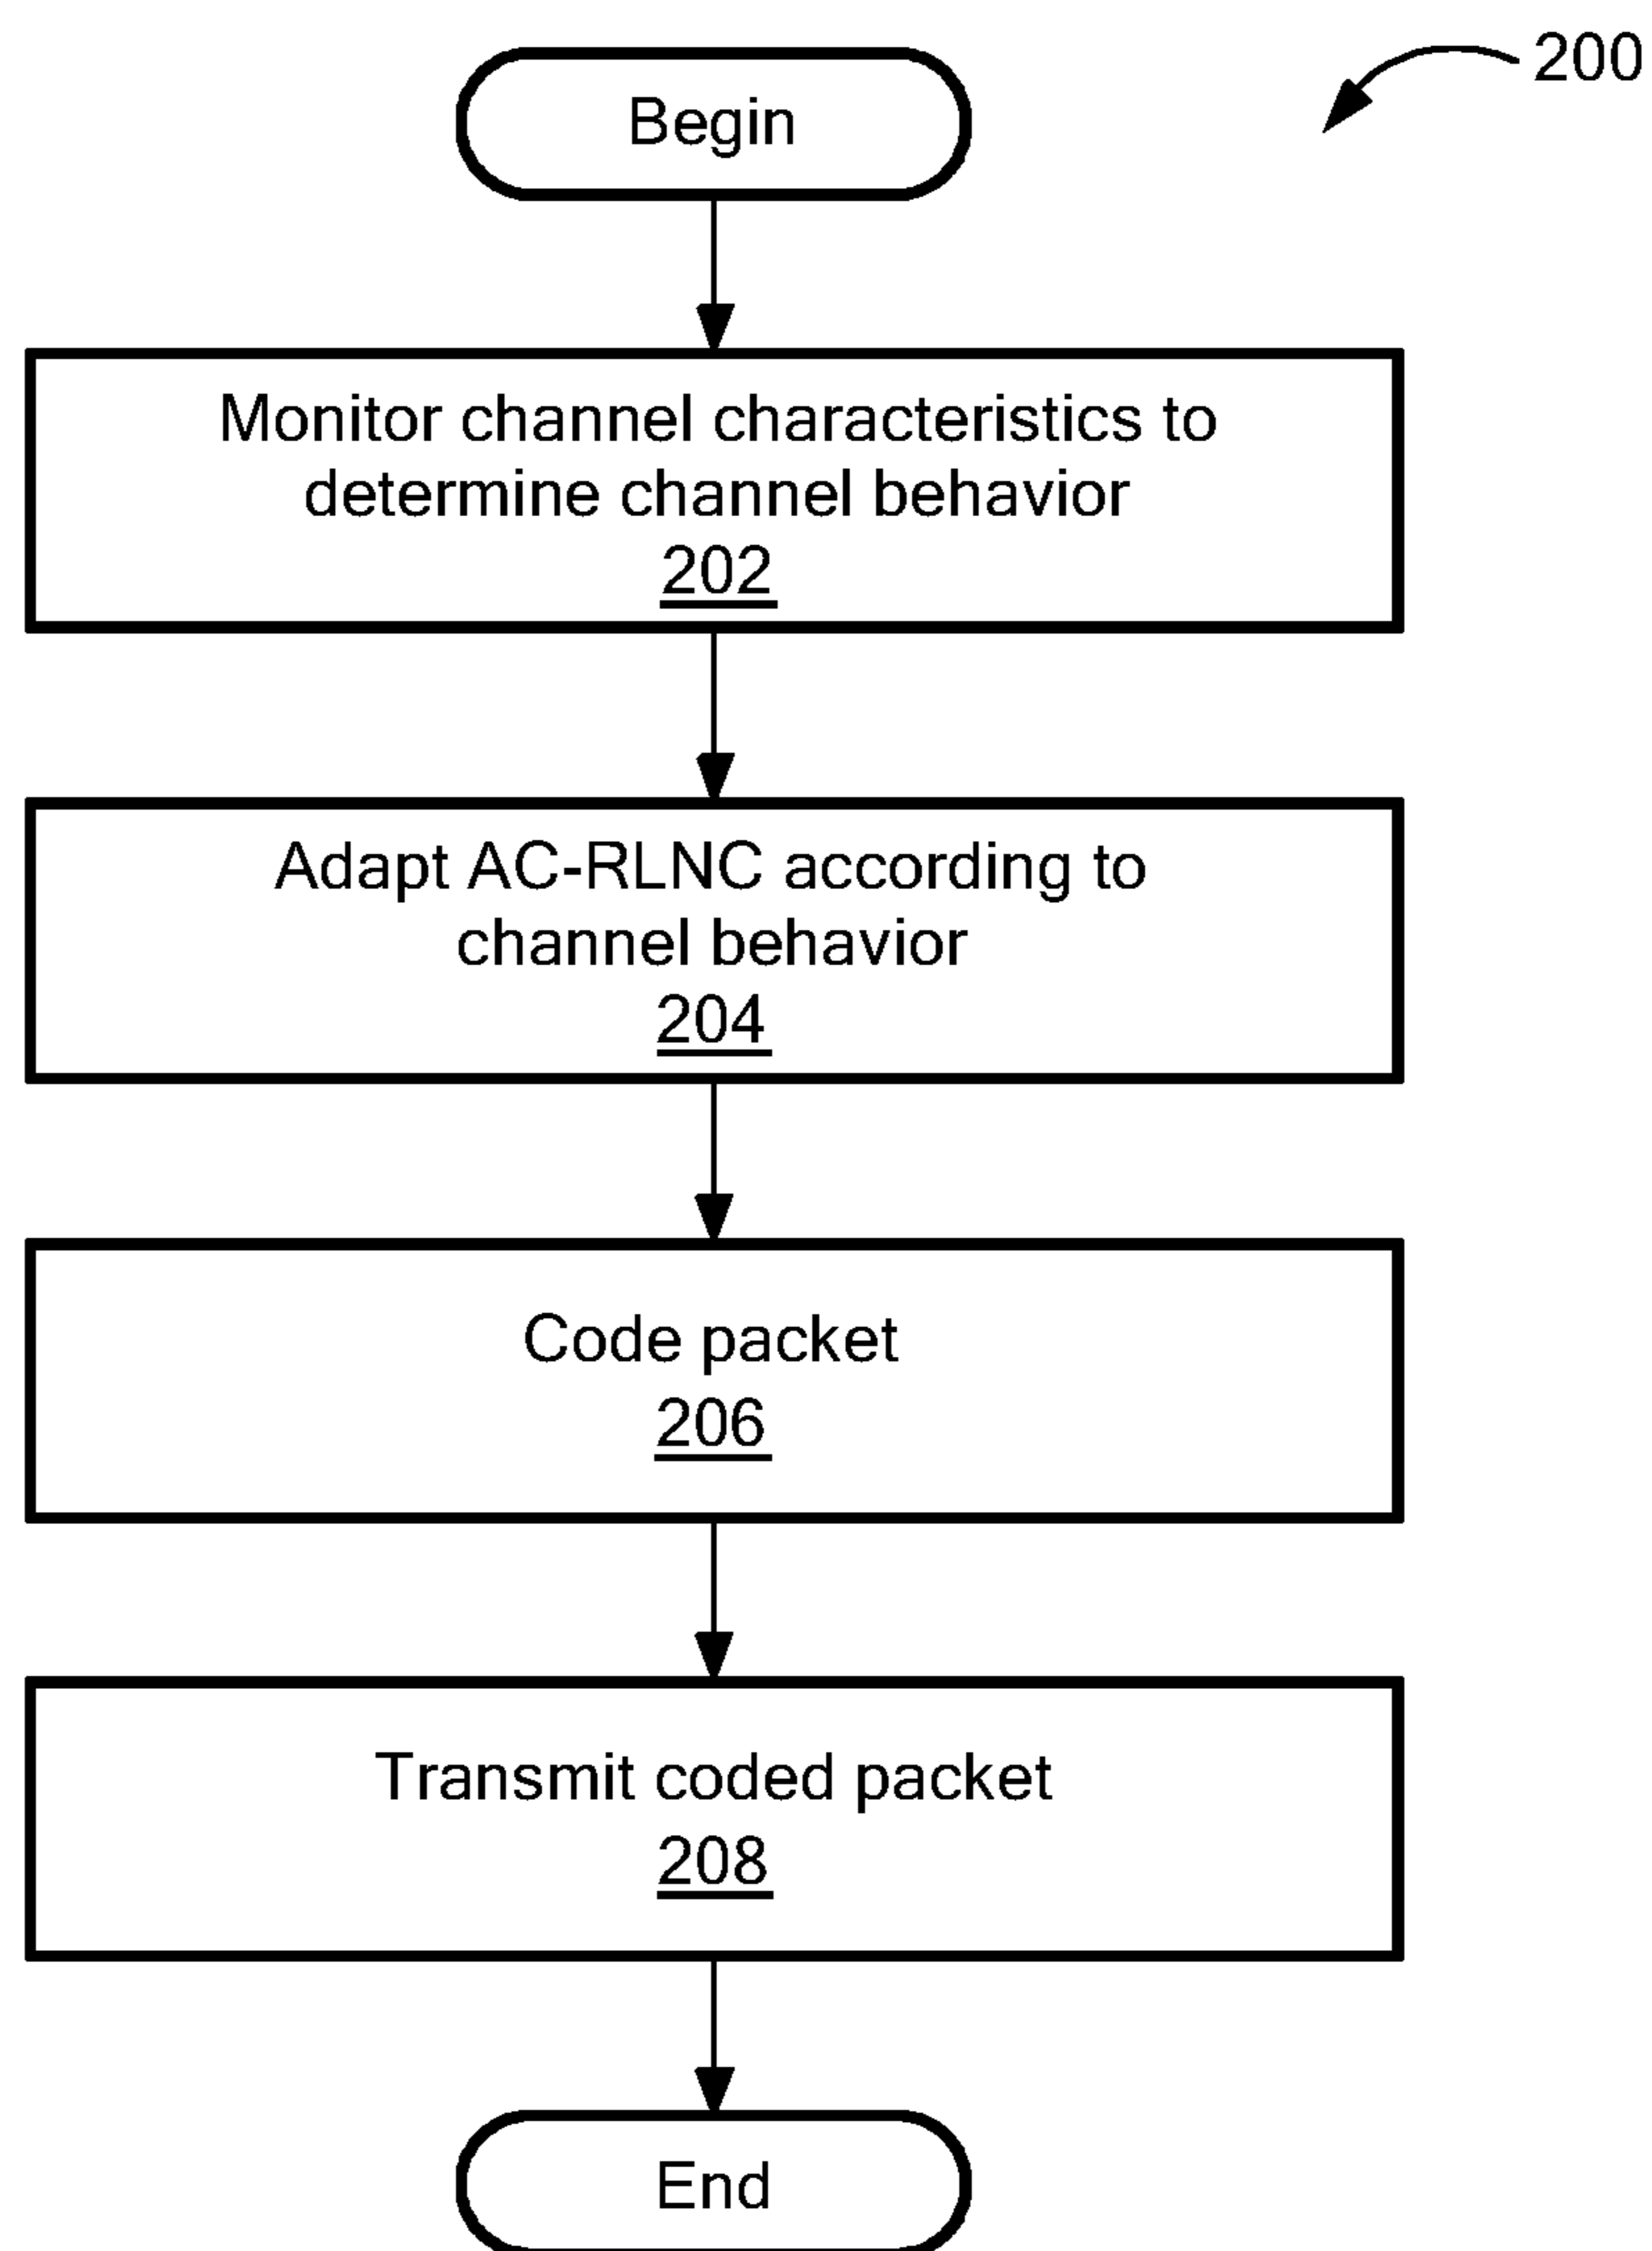 200
Begin
Monitor channel characteristics to
determine channel behavior
202
Adapt AC-RLNC according to
channel behavior
204
Code packet
206
Transmit coded packet
208
End